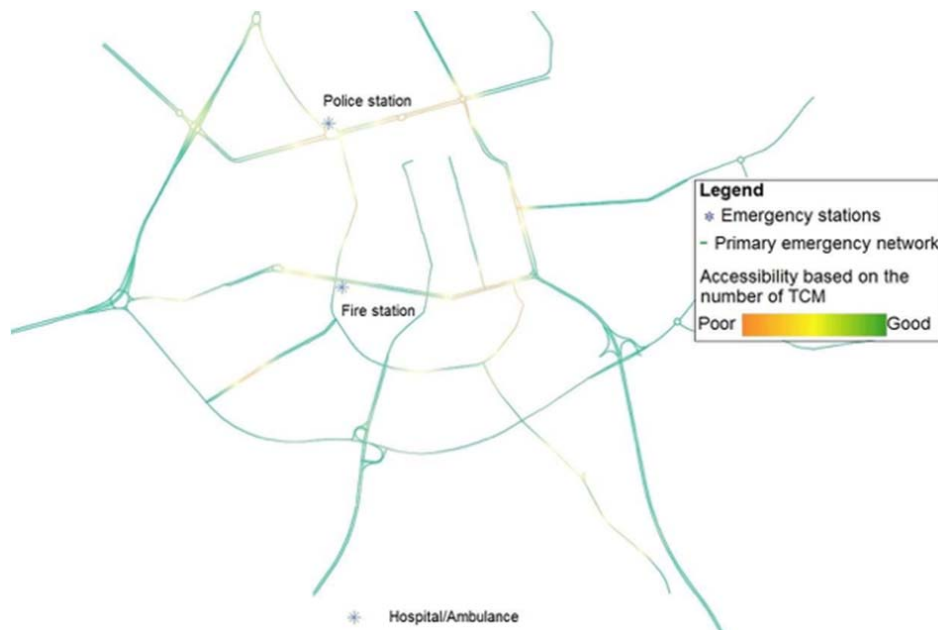 Police station
Legend
Emergency stations
Primary emergency network
Accessibility based on the
number of TCM
Poor Good
Fire station
Hospital/Ambulance